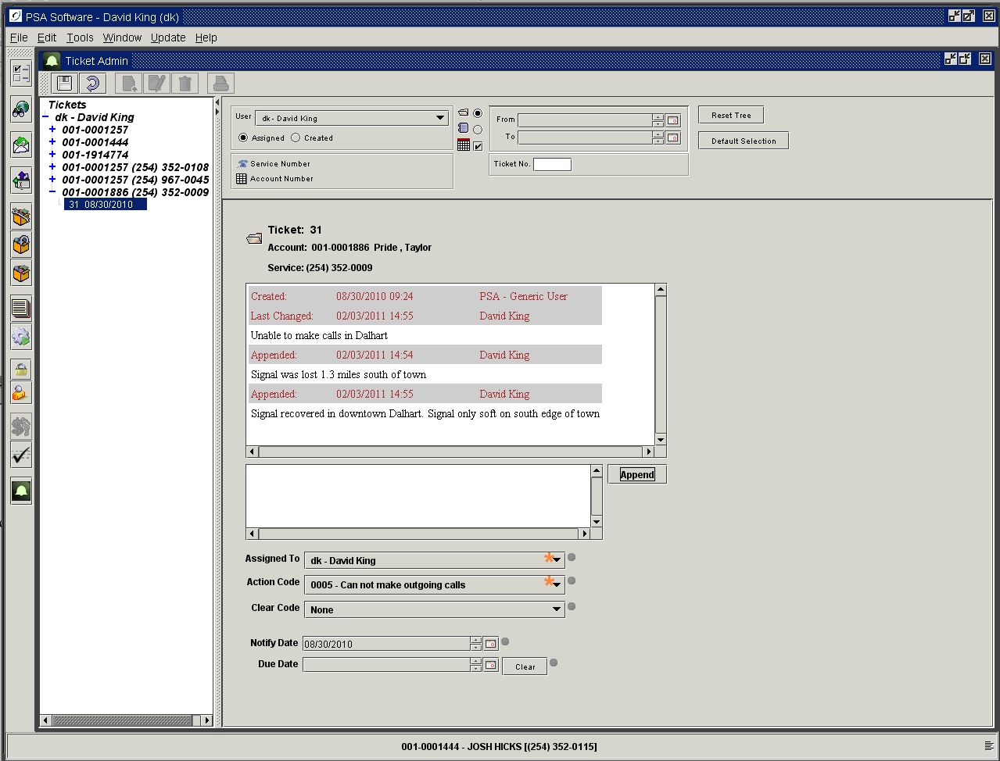 PSA Software - David King (dk)
File Edit Tools Window Update Help
Ticket Admin
Tickets
dk - David King
001-0001257
001-0001444
001-1914774
001-0001257 (254) 352-0108
001-0001257 (254) 967-0045
001-0001886 (254) 352-0009
31 08/30/2010
User dk - David King
Assigned Created
Service Number
Account Number
From
To
Ticket No.
Reset Tree
Default Selection
Ticket: 31
Account: 001-0001886 Pride , Taylor
Service: (254) 352-0009
Created: 08/30/2010 09:24 PSA - Generic User
Last Changed: 02/03/2011 14:55 David King
Unable to make calls in Dalhart
Appended: 02/03/2011 14:54 David King
Signal was lost 1.3 miles south of town
Appended: 02/03/2011 14:55 David King
Signal recovered in downtown Dalhart. Signal only soft on south edge of town
Append
Assigned To dk - David King
Action Code 0005 - Can not make outgoing calls
Clear Code None
Notify Date 08/30/2010
Due Date Clear
001-0001444 - JOSH HICKS [(254) 352-0115]